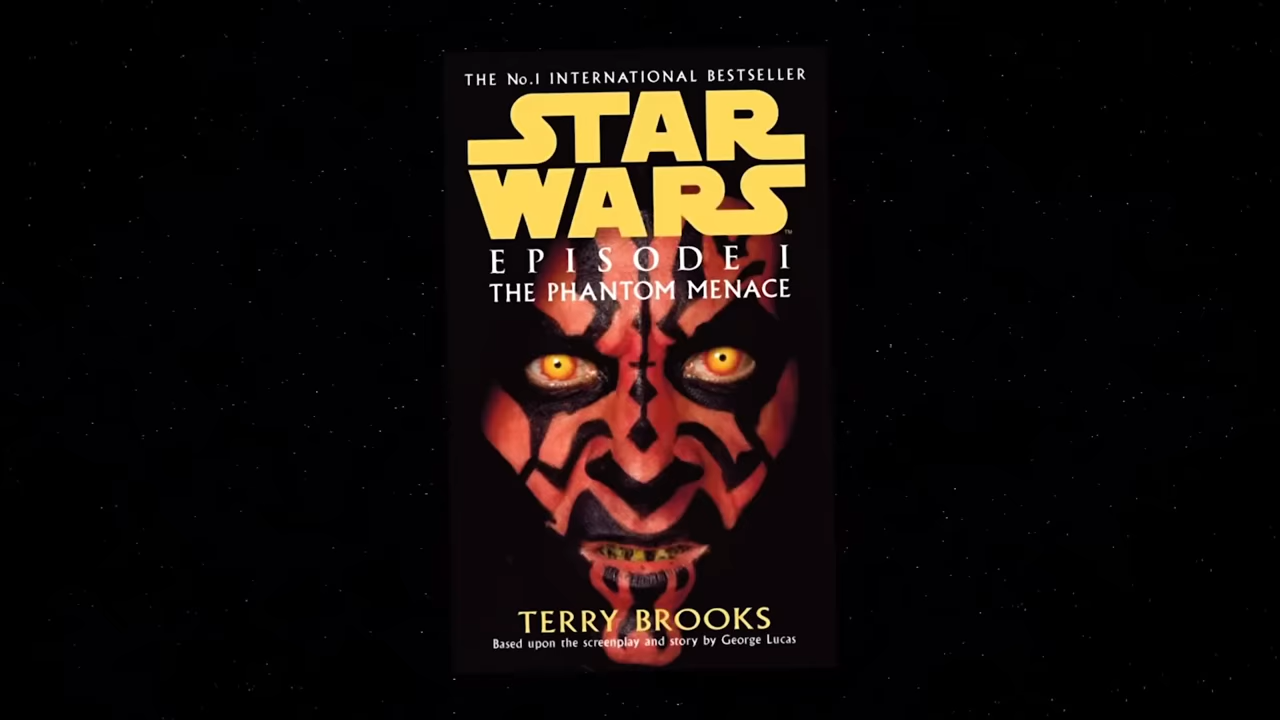 THE No.1 INTERNATIONAL BESTSELLER
STAR
WARS
TM
EPISODE I
THE PHANTOM MENACE
TERRY BROOKS
Based upon the screenplay and story by George Lucas